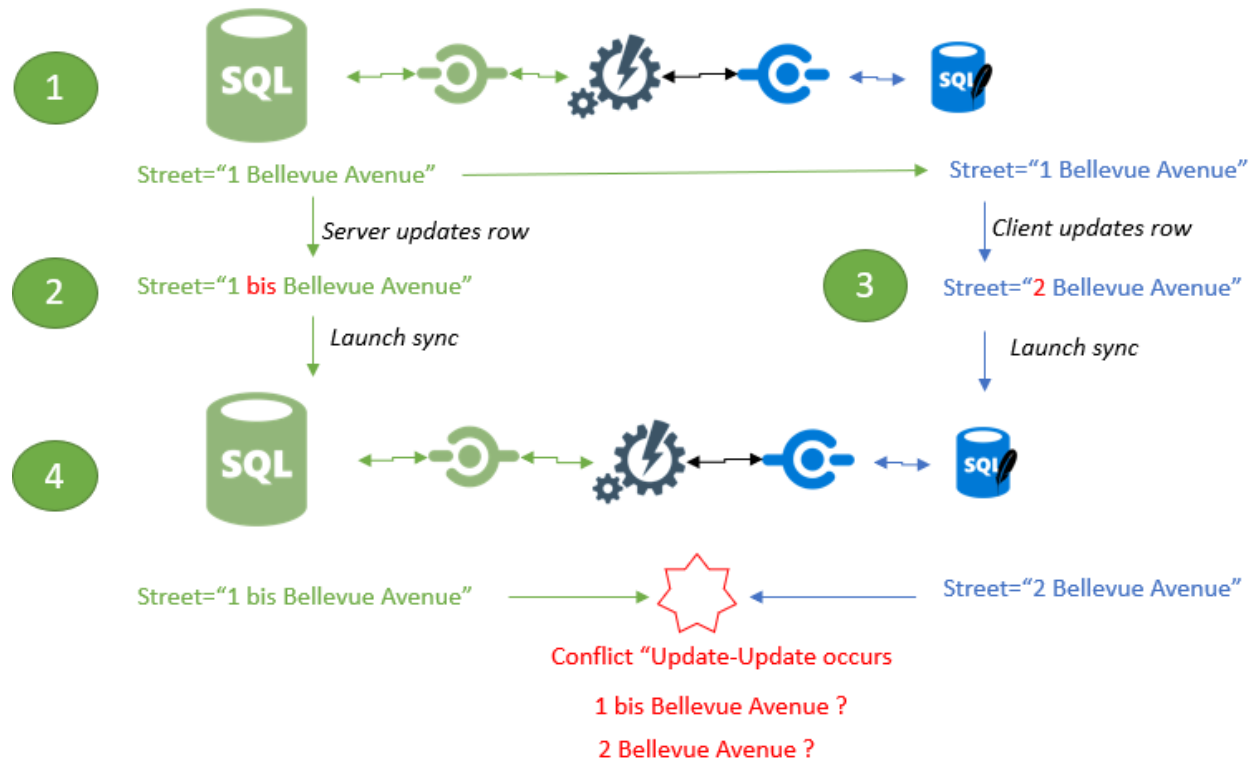 SQL
SQL
1
Street=“1 Bellevue Avenue”
Street=“1 Bellevue Avenue”
Server updates row
Client updates row
2
Street=“1 bis Bellevue Avenue”
3
Street=“2 Bellevue Avenue”
Launch sync
Launch sync
4
SQL
SQL
Street=“1 bis Bellevue Avenue”
Street=“2 Bellevue Avenue”
Conflict “Update-Update occurs
1 bis Bellevue Avenue ?
2 Bellevue Avenue ?